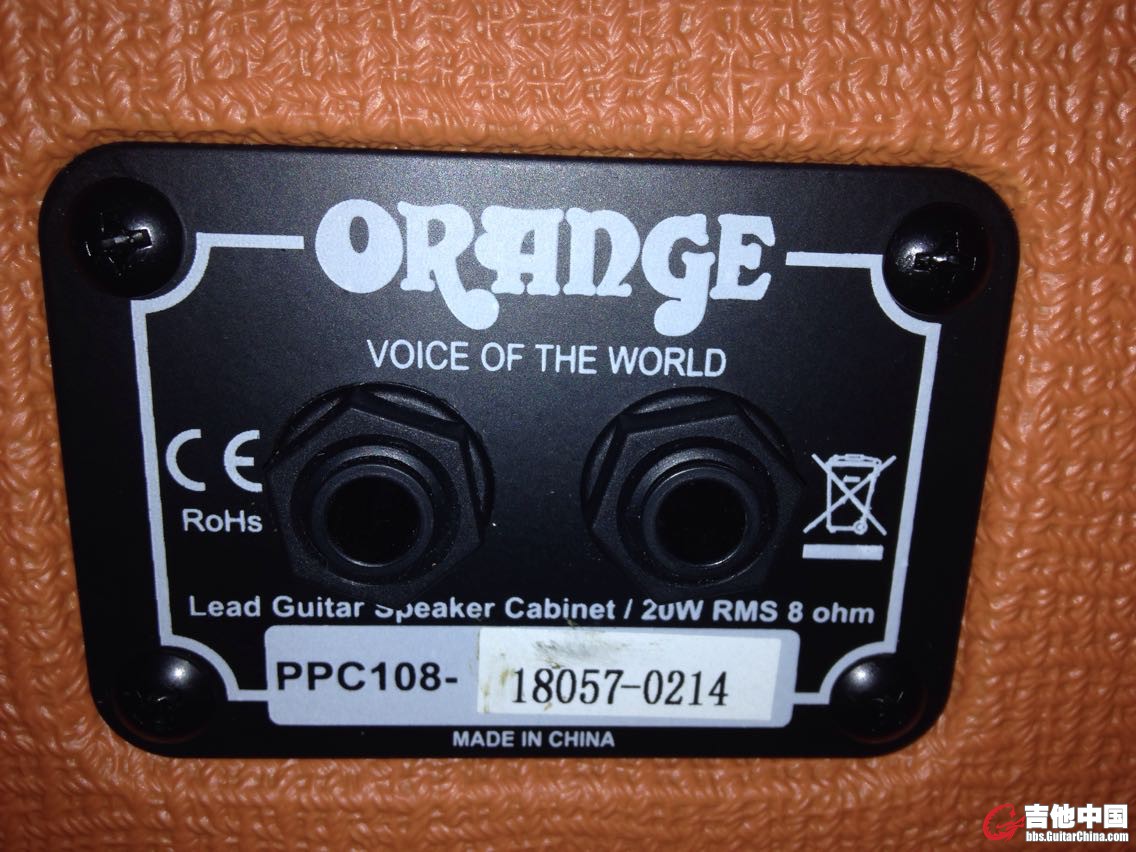 ORANGE
VOICE OF THE WORLD
CE
RoHs
Lead Guitar Speaker Cabinet / 20W RMS 8 ohm
PPC108- 18057-0214
MADE IN CHINA
吉他中国
bbs.GuitarChina.com